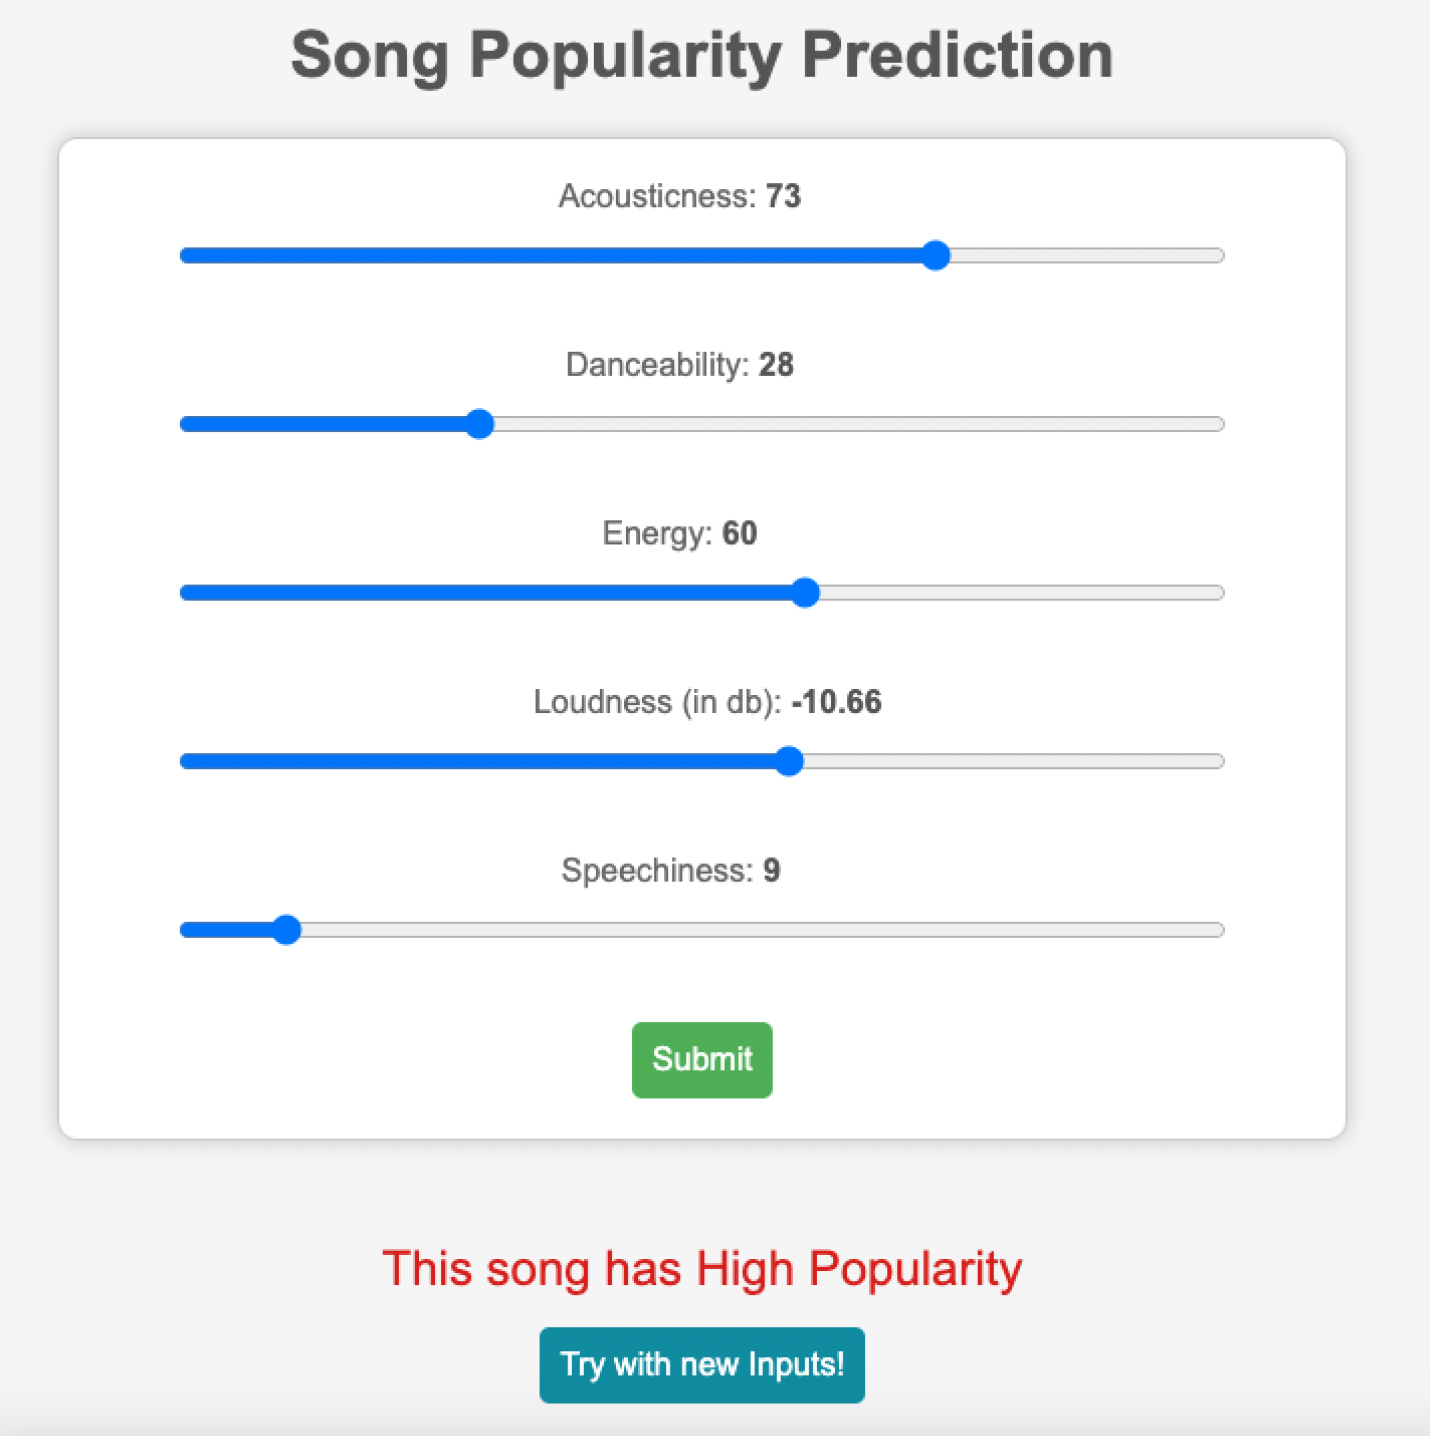 Song Popularity Prediction
Acousticness: 73
Danceability: 28
Energy: 60
Loudness (in db): -10.66
Speechiness: 9
Submit
This song has High Popularity
Try with new Inputs!